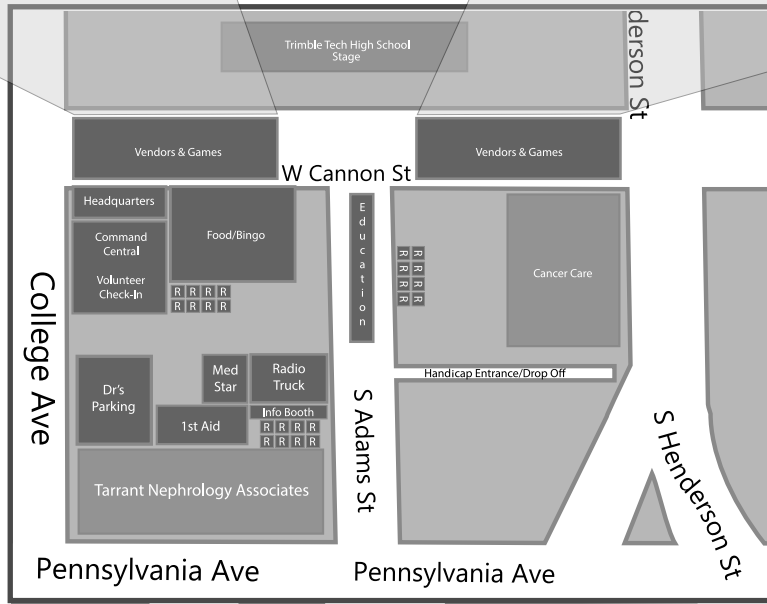 Trimble Tech High School
Stage
derson St
Vendors & Games
Vendors & Games
W Cannon St
Headquarters
Command
Central
Volunteer
Check-In
Food/Bingo
R R R R
R R R R
Education
R R
R R
R R
R R
Cancer Care
College Ave
Handicap Entrance/Drop Off
Dr's
Parking
Med
Star
Radio
Truck
1st Aid
Info Booth
R R R R
R R R R
S Adams St
S Henderson St
Tarrant Nephrology Associates
Pennsylvania Ave
Pennsylvania Ave